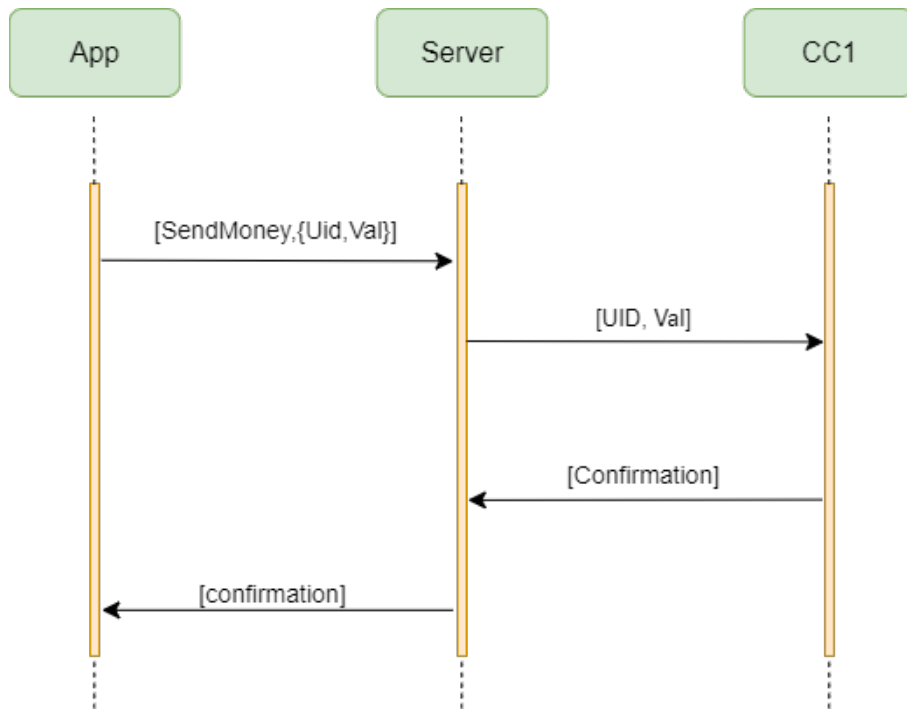 App
Server
CC1
[SendMoney,{Uid,Val}]
[UID, Val]
[Confirmation]
[confirmation]